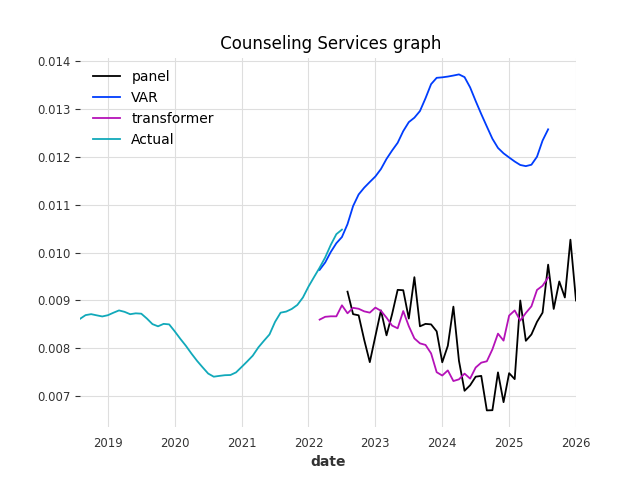 Counseling Services graph
panel
VAR
transformer
Actual
0.014
0.013
0.012
0.011
0.010
0.009
0.008
0.007
2019 2020 2021 2022 2023 2024 2025 2026
date